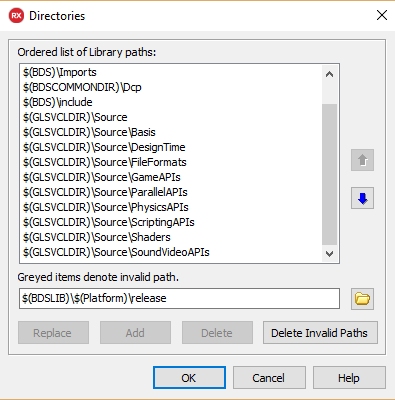 RX Directories
Ordered list of Library paths:
$(BDS)\Imports
$(BDSCOMMONDIR)\Dcp
$(BDS)\include
$(GLSVCLDIR)\Source
$(GLSVCLDIR)\Source\Basis
$(GLSVCLDIR)\Source\DesignTime
$(GLSVCLDIR)\Source\FileFormats
$(GLSVCLDIR)\Source\GameAPIs
$(GLSVCLDIR)\Source\ParallelAPIs
$(GLSVCLDIR)\Source\PhysicsAPIs
$(GLSVCLDIR)\Source\ScriptingAPIs
$(GLSVCLDIR)\Source\Shaders
$(GLSVCLDIR)\Source\SoundVideoAPIs
Greyed items denote invalid path.
$(BDSLIB)\$(Platform)\release
Replace Add Delete Delete Invalid Paths
OK Cancel Help